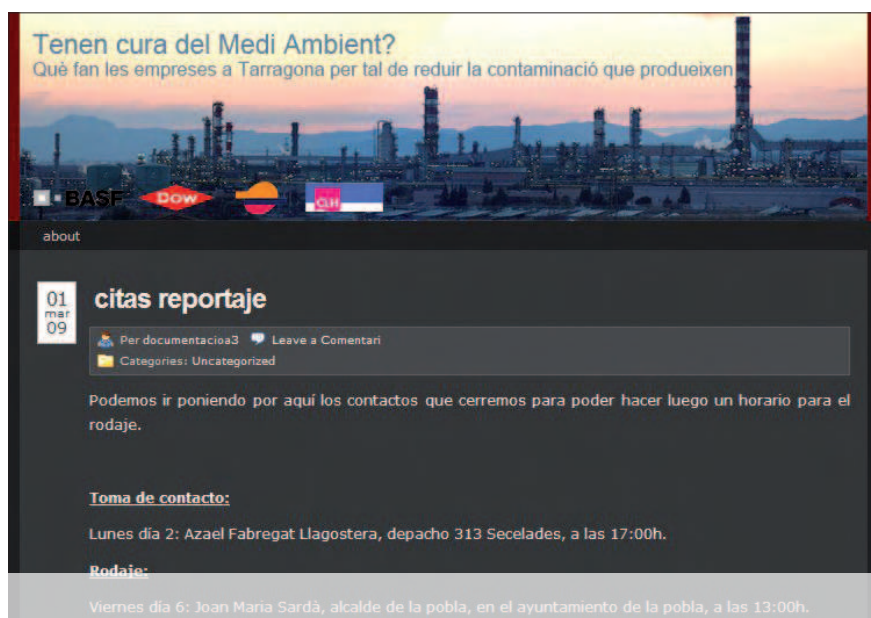 Tenen cura del Medi Ambient?
Què fan les empreses a Tarragona per tal de reduir la contaminació que produeixen
BASF DOW CLH
about
01
mar
09
citas reportaje
Per documentacioa3 Leave a Comentari
Categories: Uncategorized
Podemos ir poniendo por aquí los contactos que cerremos para poder hacer luego un horario para el
rodaje.
Toma de contacto:
Lunes día 2: Azael Fabregat Llagostera, depacho 313 Secelades, a las 17:00h.
Rodaje:
Viernes día 6: Joan Maria Sardà, alcalde de la pobla, en el ayuntamiento de la pobla, a las 13:00h.